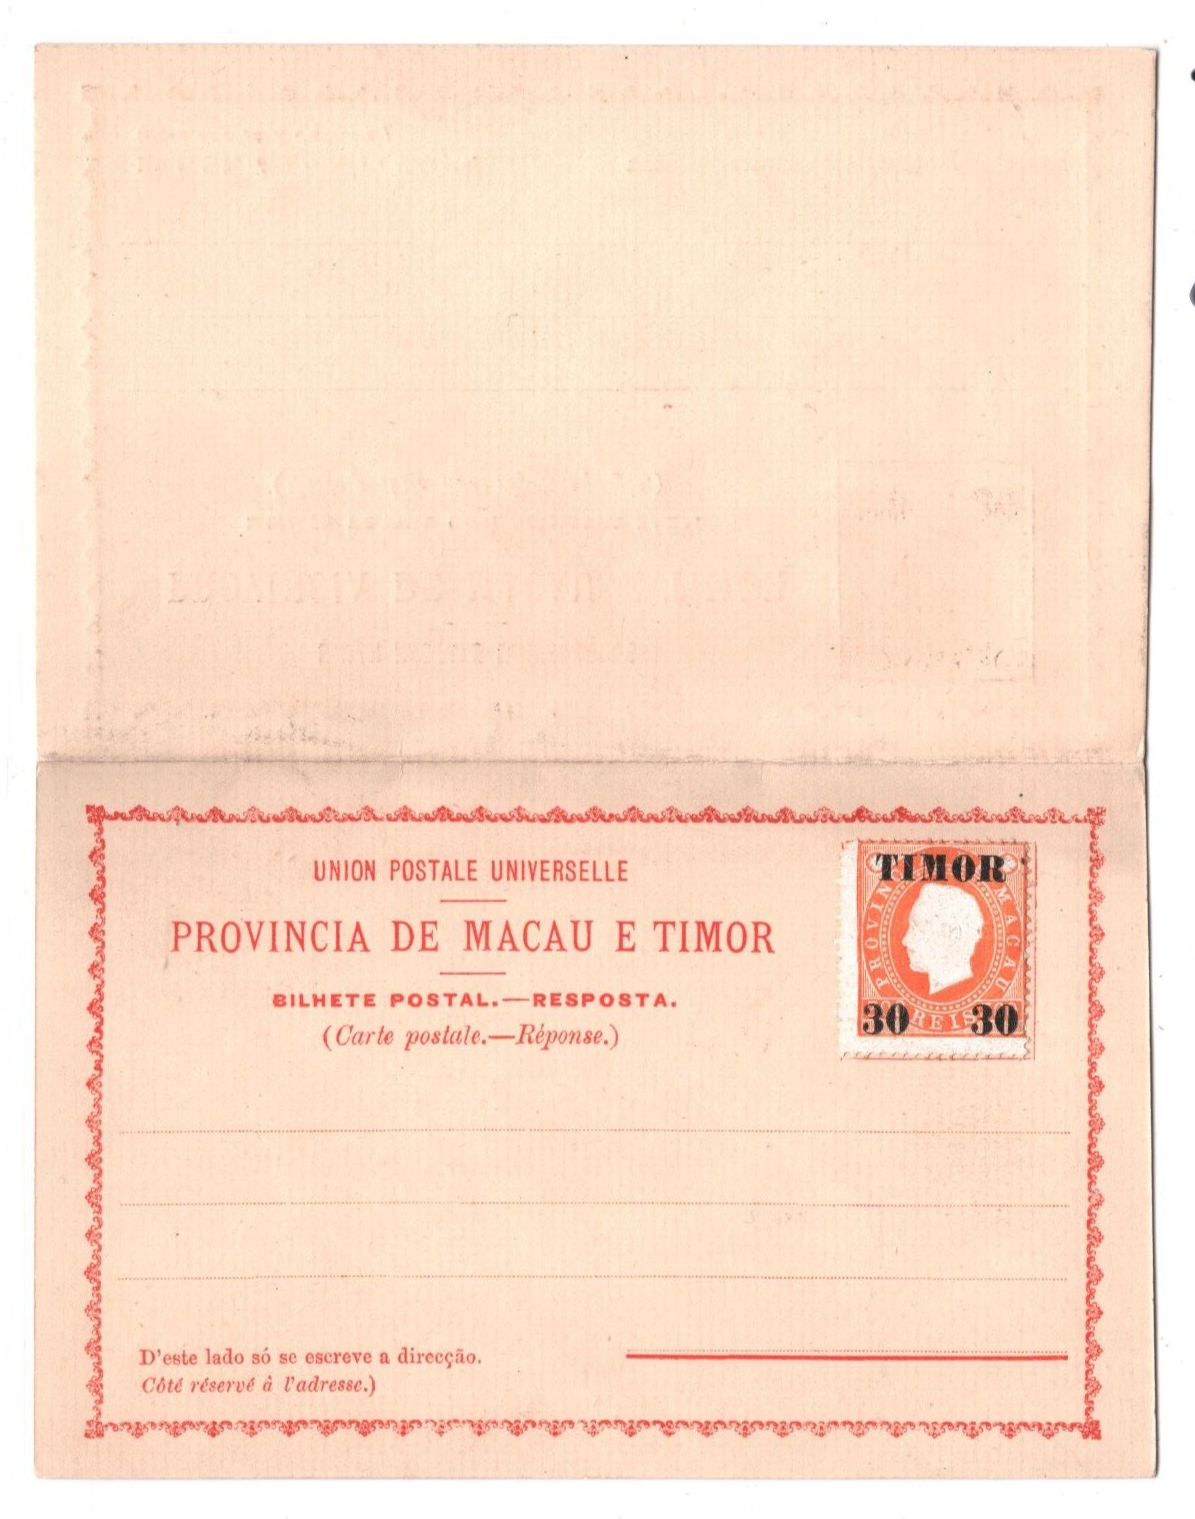 UNION POSTALE UNIVERSELLE
PROVINCIA DE MACAU E TIMOR
BILHETE POSTAL.—RESPOSTA.
(Carte postale.—Réponse.)
TIMOR
PROVINCIA MACAU
30 REIS 30
D'este lado só se escreve a direcção.
Côté réservé à l'adresse.)